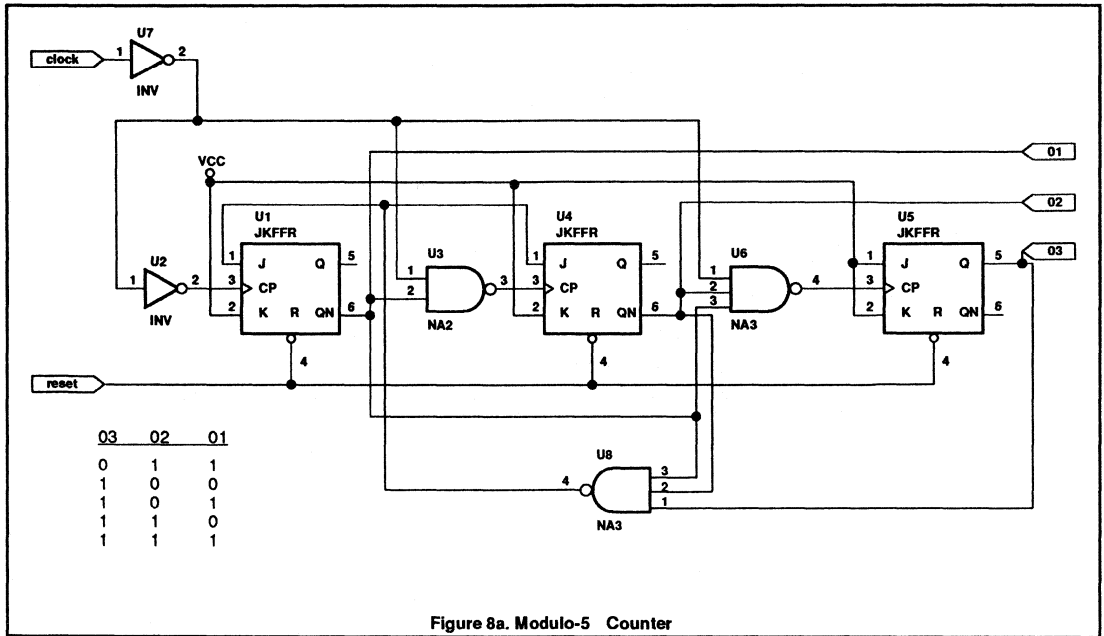 U7
clock 1 2
INV
01
VCC
02
U1
JKFFR
U4
JKFFR
U5
JKFFR
03
U2
1 2
INV
1 J Q 5
3 CP
2 K R QN 6
4
U3
1
2
3
NA2
1 J Q 5
3 CP
2 K R QN 6
4
U6
1
2
3
4
NA3
1 J Q 5
3 CP
2 K R QN 6
4
reset
03 02 01
0 1 1
1 0 0
1 0 1
1 1 0
1 1 1
U8
4
3
2
1
NA3
Figure 8a. Modulo-5 Counter